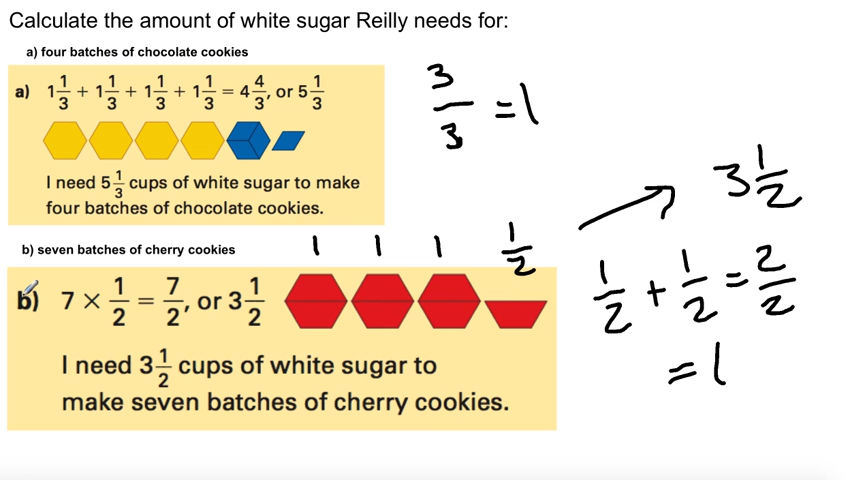 Calculate the amount of white sugar Reilly needs for:
a) four batches of chocolate cookies
a) 1 1/3 + 1 1/3 + 1 1/3 + 1 1/3 = 4 4/3, or 5 1/3
I need 5 1/3 cups of white sugar to make
four batches of chocolate cookies.
3/3 = 1
b) seven batches of cherry cookies
1 1 1 1/2
3 1/2
b) 7 × 1/2 = 7/2, or 3 1/2
I need 3 1/2 cups of white sugar to
make seven batches of cherry cookies.
1/2 + 1/2 = 2/2
= 1